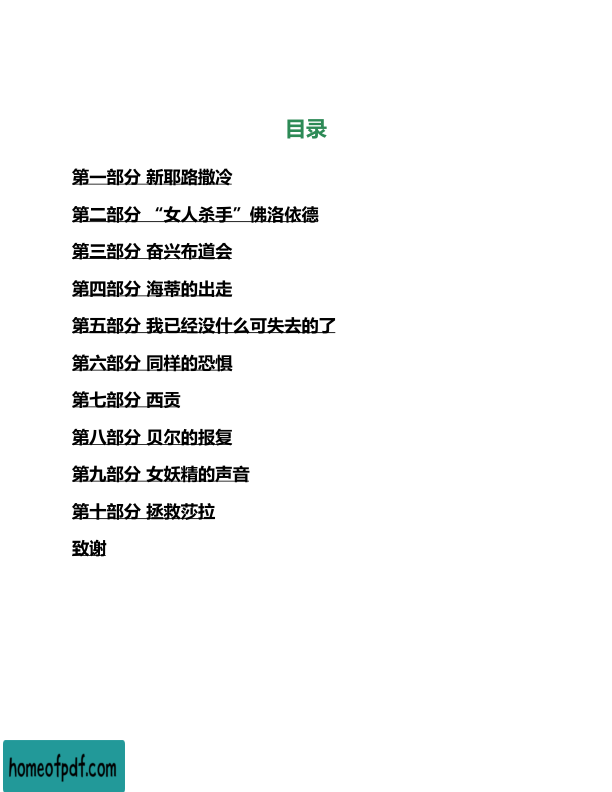 目录
第一部分 新耶路撒冷
第二部分 “女人杀手”佛洛依德
第三部分 奋兴布道会
第四部分 海蒂的出走
第五部分 我已经没什么可失去的了
第六部分 同样的恐惧
第七部分 西贡
第八部分 贝尔的报复
第九部分 女妖精的声音
第十部分 拯救莎拉
致谢
homeofpdf.com